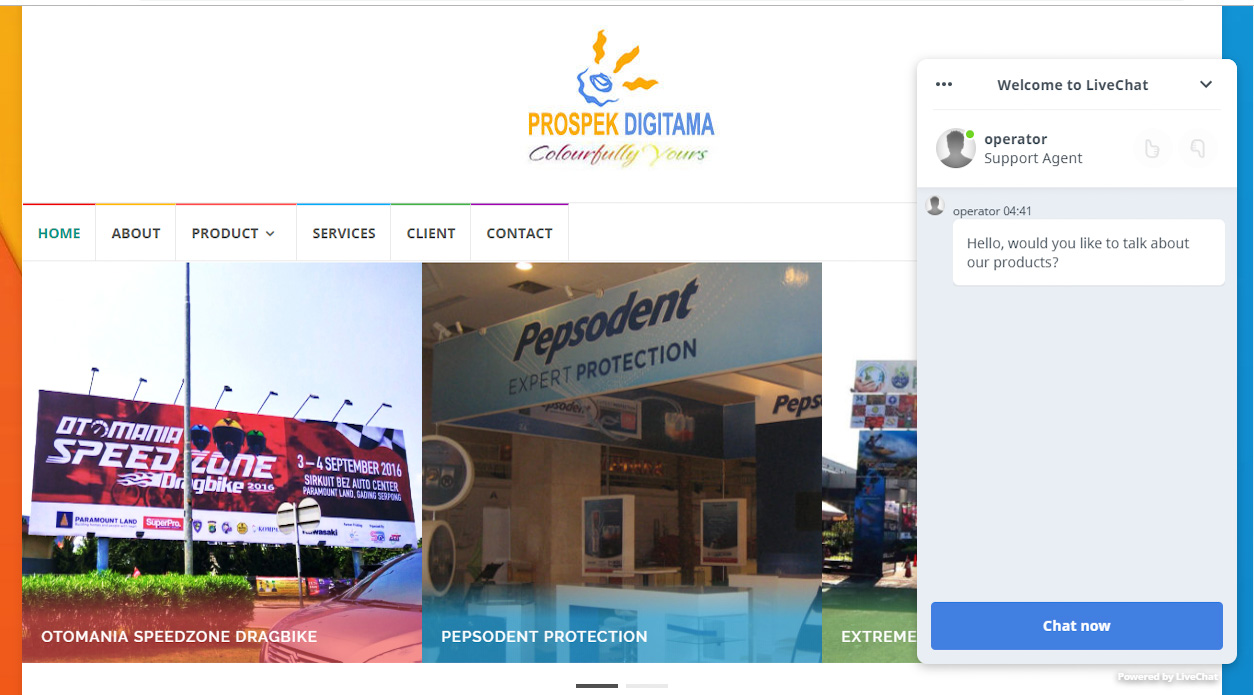 PROSPEK DIGITAMA
Colourfully Yours
HOME
ABOUT
PRODUCT
SERVICES
CLIENT
CONTACT
OTOMANIA
SPEED ZONE
Dragbike 2016
3 – 4 SEPTEMBER 2016
SIRKUIT BEZ AUTO CENTER
PARAMOUNT LAND, GADING SERPONG
PARAMOUNT LAND
SuperPro.
Kawasaki
OTOMANIA SPEEDZONE DRAGBIKE
Pepsodent
EXPERT PROTECTION
Pepsodent
Peps
PEPSODENT PROTECTION
EXTREME
Welcome to LiveChat
operator
Support Agent
operator 04:41
Hello, would you like to talk about
our products?
Chat now
Powered by LiveChat